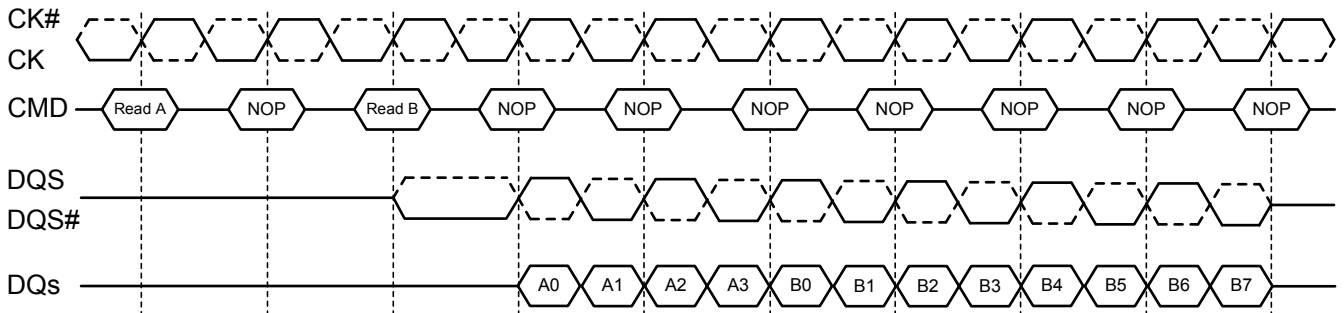 CK#
CK
CMD Read A NOP Read B NOP NOP NOP NOP NOP NOP NOP
DQS
DQS#
DQs A0 A1 A2 A3 B0 B1 B2 B3 B4 B5 B6 B7